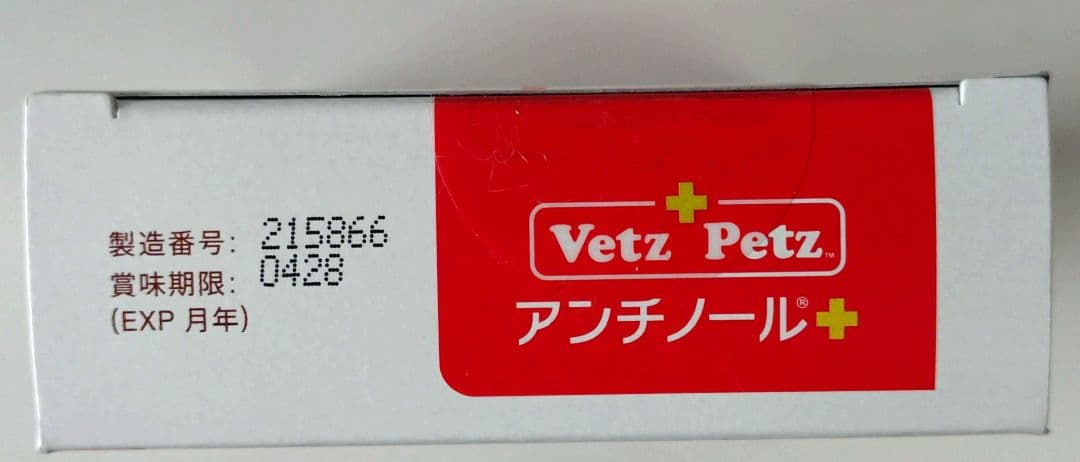 製造番号: 215866
賞味期限: 0428
(EXP 月年)
Vetz Petz™
アンチノール®